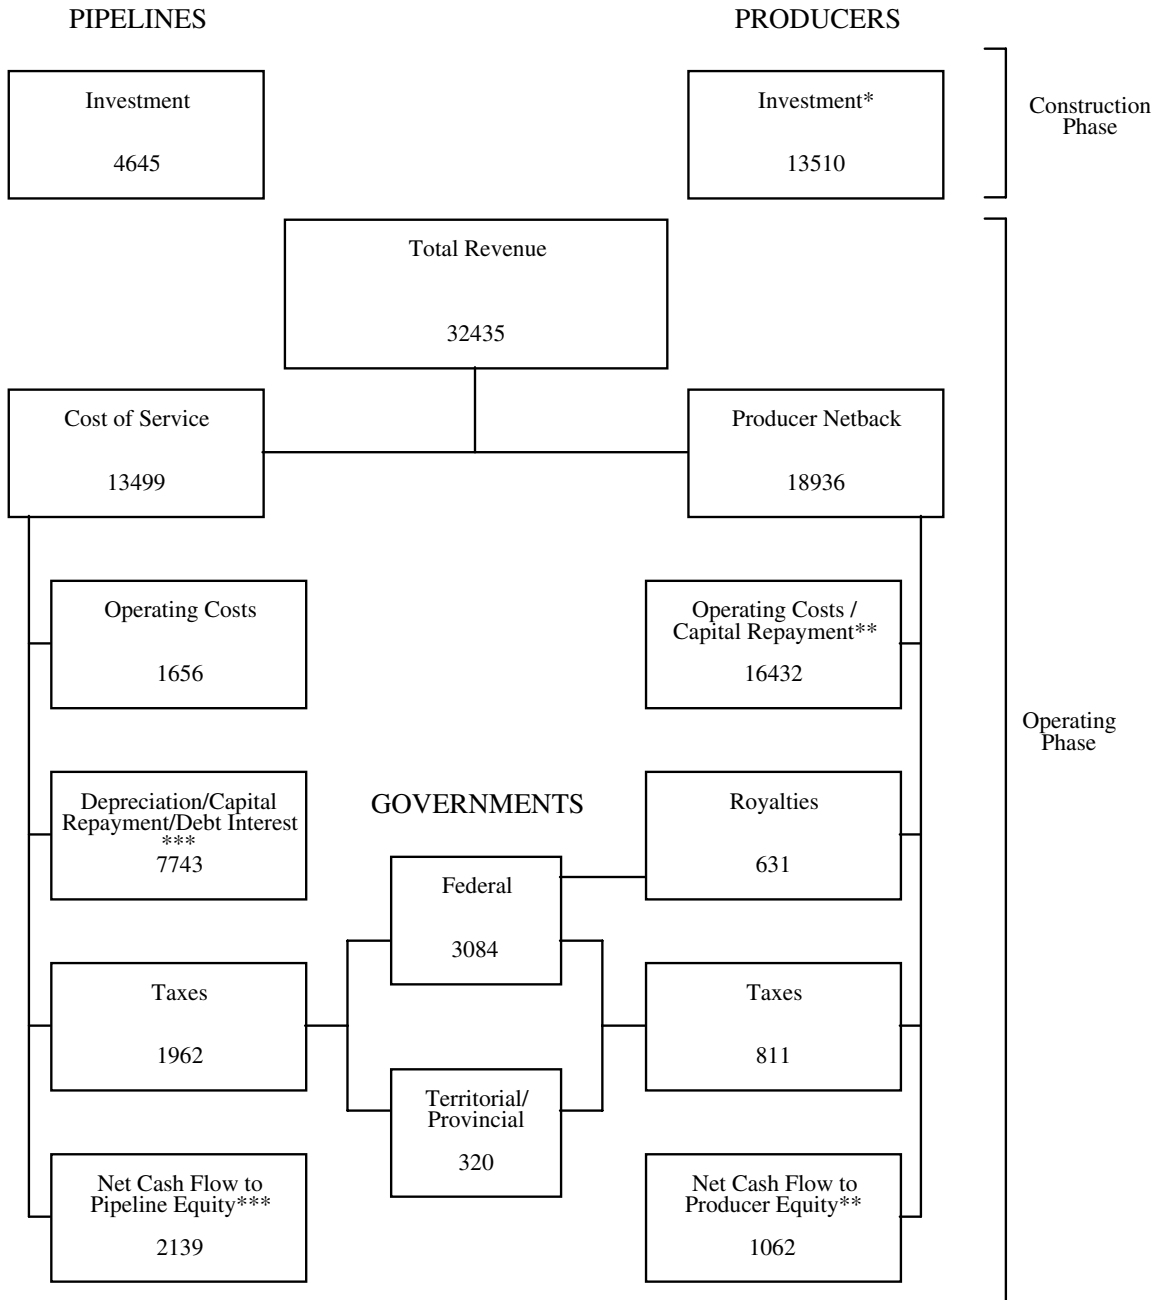 PIPELINES
PRODUCERS
Investment
4645
Investment*
13510
Construction
Phase
Total Revenue
32435
Cost of Service
13499
Producer Netback
18936
Operating Costs
1656
Operating Costs /
Capital Repayment**
16432
Operating
Phase
Depreciation/Capital
Repayment/Debt Interest
***
7743
GOVERNMENTS
Royalties
631
Federal
3084
Taxes
1962
Taxes
811
Territorial/
Provincial
320
Net Cash Flow to
Pipeline Equity***
2139
Net Cash Flow to
Producer Equity**
1062